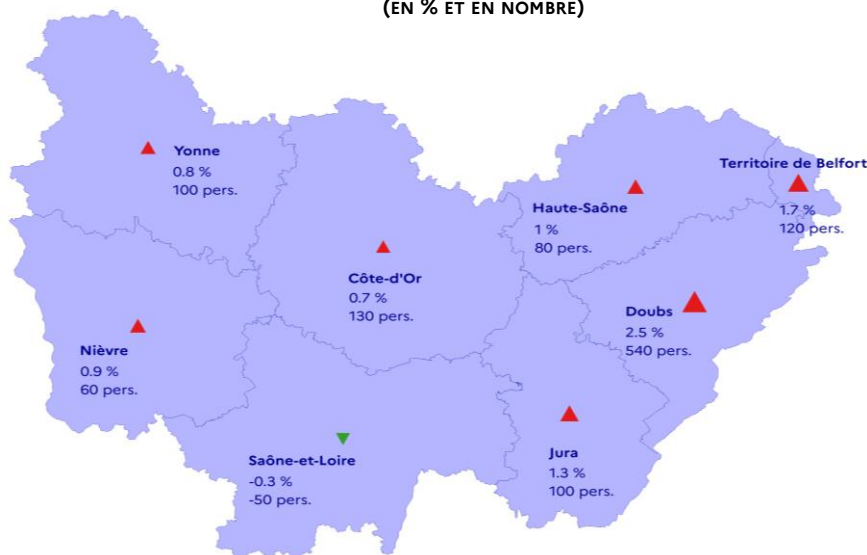 (EN % ET EN NOMBRE)
Yonne
0.8 %
100 pers.
Territoire de Belfort
1.7 %
120 pers.
Haute-Saône
1 %
80 pers.
Côte-d'Or
0.7 %
130 pers.
Doubs
2.5 %
540 pers.
Nièvre
0.9 %
60 pers.
Saône-et-Loire
-0.3 %
-50 pers.
Jura
1.3 %
100 pers.